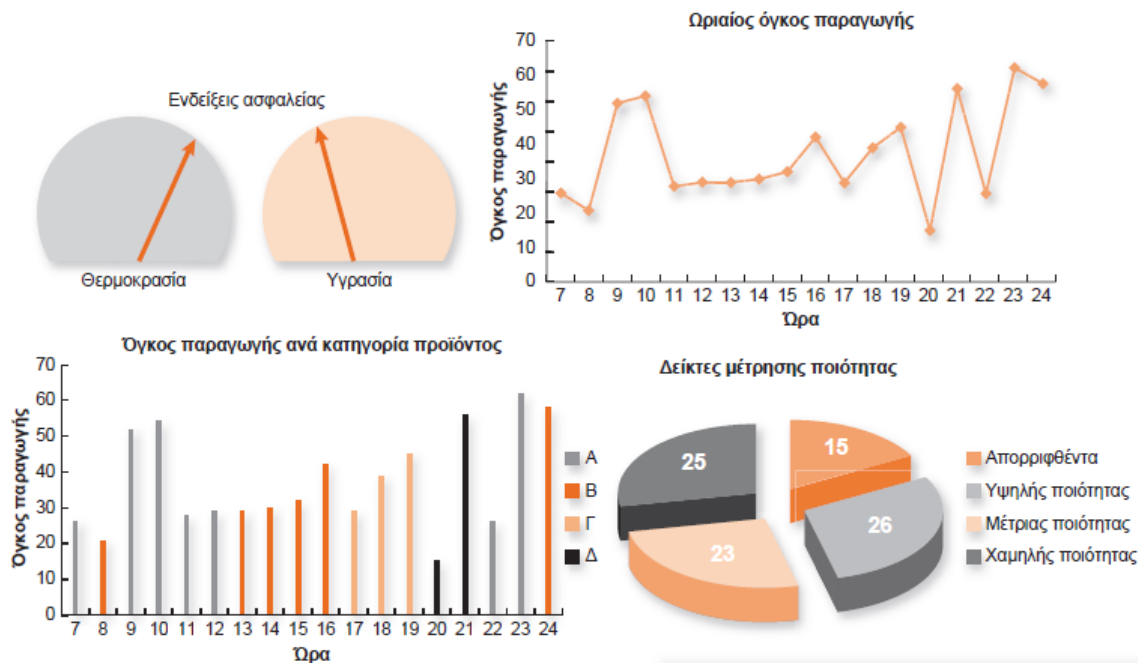 Ενδείξεις ασφαλείας
Θερμοκρασία
Υγρασία
Ωριαίος όγκος παραγωγής
Όγκος παραγωγής
70
60
50
40
30
20
10
0
7 8 9 10 11 12 13 14 15 16 17 18 19 20 21 22 23 24
Ώρα
Όγκος παραγωγής ανά κατηγορία προϊόντος
Όγκος παραγωγής
70
60
50
40
30
20
10
0
7 8 9 10 11 12 13 14 15 16 17 18 19 20 21 22 23 24
Ώρα
Α
Β
Γ
Δ
Δείκτες μέτρησης ποιότητας
25
15
26
23
Απορριφθέντα
Υψηλής ποιότητας
Μέτριας ποιότητας
Χαμηλής ποιότητας